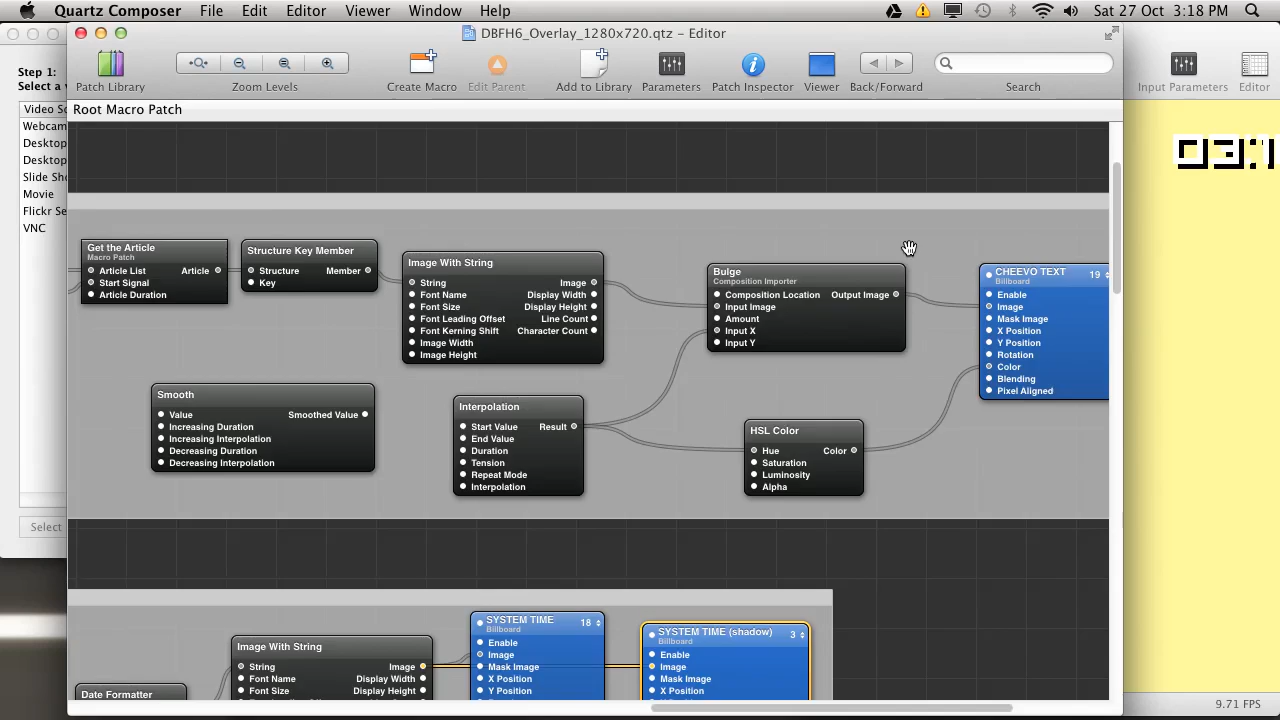 Quartz Composer File Edit Editor Viewer Window Help Sat 27 Oct 3:18 PM
DBFH6_Overlay_1280x720.qtz – Editor
Patch Library
Zoom Levels
Create Macro
Edit Parent
Add to Library
Parameters
Patch Inspector
Viewer
Back/Forward
Search
Input Parameters
Editor
Root Macro Patch
Step 1:
Select a v
Video So
Webcam
Desktop
Desktop
Slide Sho
Movie
Flickr Se
VNC
Select
Get the Article
Macro Patch
Article List Article
Start Signal
Article Duration
Structure Key Member
Structure Member
Key
Image With String
String Image
Font Name Display Width
Font Size Display Height
Font Leading Offset Line Count
Font Kerning Shift Character Count
Image Width
Image Height
Bulge
Composition Importer
Composition Location Output Image
Input Image
Amount
Input X
Input Y
CHEEVO TEXT 19
Billboard
Enable
Image
Mask Image
X Position
Y Position
Rotation
Color
Blending
Pixel Aligned
Smooth
Value Smoothed Value
Increasing Duration
Increasing Interpolation
Decreasing Duration
Decreasing Interpolation
Interpolation
Start Value Result
End Value
Duration
Tension
Repeat Mode
Interpolation
HSL Color
Hue Color
Saturation
Luminosity
Alpha
Date Formatter
Image With String
String Image
Font Name Display Width
Font Size Display Height
SYSTEM TIME 18
Billboard
Enable
Image
Mask Image
X Position
Y Position
SYSTEM TIME (shadow) 3
Billboard
Enable
Image
Mask Image
X Position
9.71 FPS